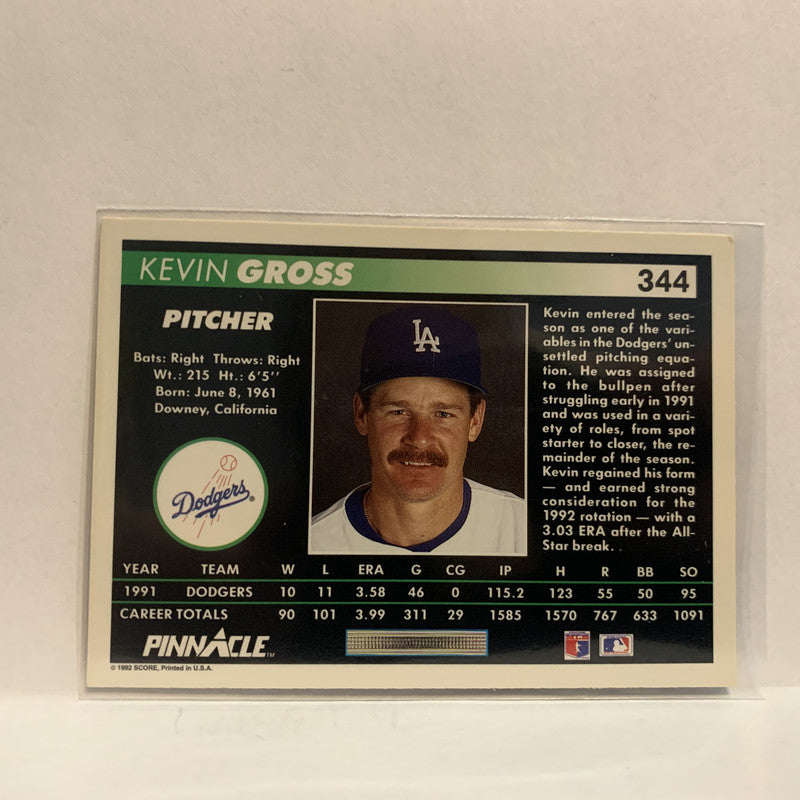 KEVIN GROSS
344
PITCHER
Bats: Right Throws: Right
Wt.: 215 Ht.: 6'5''
Born: June 8, 1961
Downey, California
Dodgers®
LA
Kevin entered the sea-
son as one of the vari-
ables in the Dodgers' un-
settled pitching equa-
tion. He was assigned
to the bullpen after
struggling early in 1991
and was used in a vari-
ety of roles, from spot
starter to closer, the re-
mainder of the season.
Kevin regained his form
— and earned strong
consideration for the
1992 rotation — with a
3.03 ERA after the All-
Star break.
YEAR TEAM W L ERA G CG IP H R BB SO
1991 DODGERS 10 11 3.58 46 0 115.2 123 55 50 95
CAREER TOTALS 90 101 3.99 311 29 1585 1570 767 633 1091
PINNACLE™
© 1992 SCORE, Printed in U.S.A.